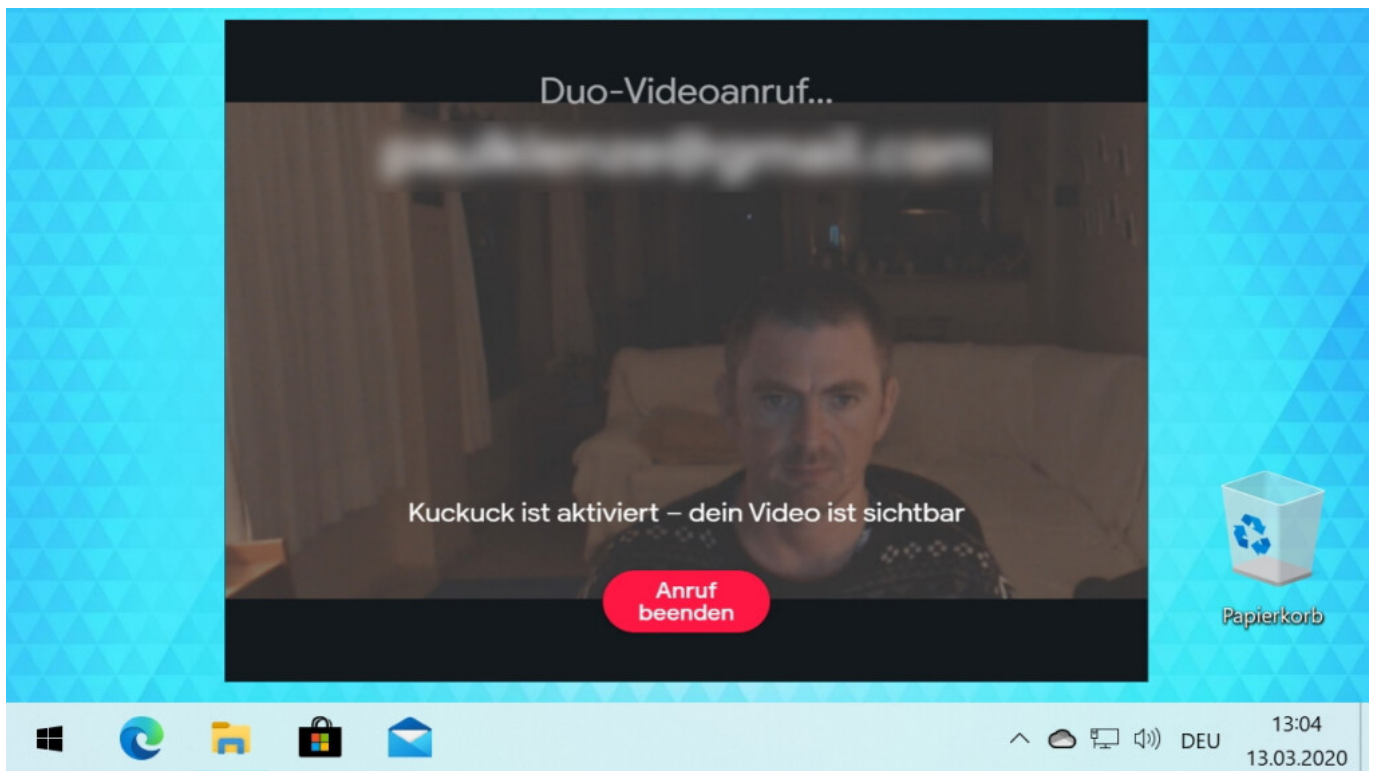 Duo-Videoanruf...
Kuckuck ist aktiviert – dein Video ist sichtbar
Anruf
beenden
Papierkorb
DEU
13:04
13.03.2020